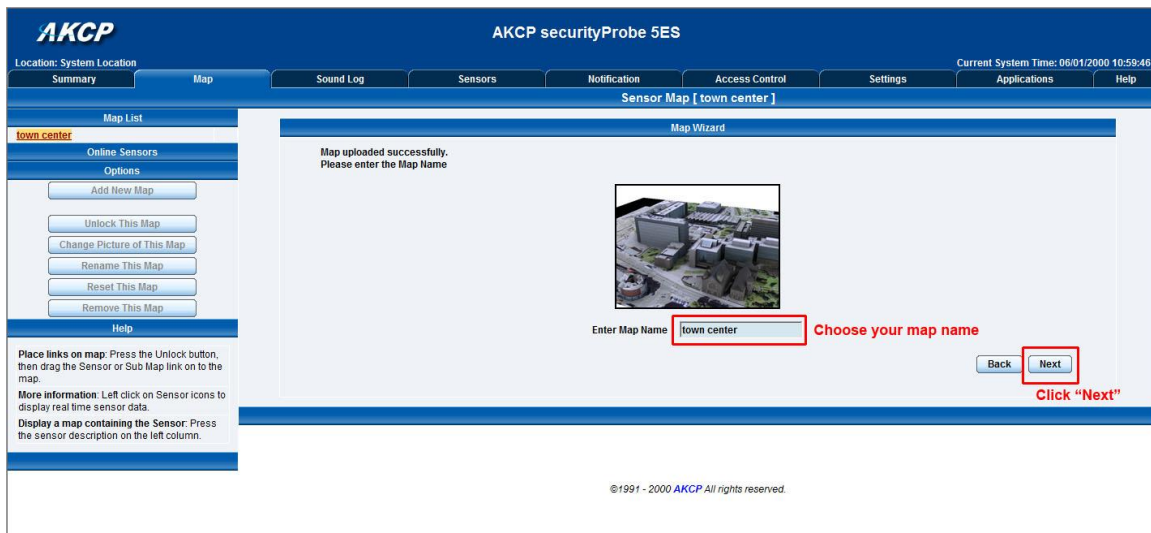 AKCP
AKCP securityProbe 5ES
Location: System Location
Current System Time: 06/01/2000 10:59:46
Summary
Map
Sound Log
Sensors
Notification
Access Control
Settings
Applications
Help
Sensor Map [ town center ]
Map List
town center
Online Sensors
Options
Add New Map
Unlock This Map
Change Picture of This Map
Rename This Map
Reset This Map
Remove This Map
Help
Place links on map: Press the Unlock button,
then drag the Sensor or Sub Map link on to the
map.
More information: Left click on Sensor icons to
display real time sensor data.
Display a map containing the Sensor: Press
the sensor description on the left column.
Map Wizard
Map uploaded successfully.
Please enter the Map Name
Enter Map Name
town center
Choose your map name
Back
Next
Click “Next”
©1991 - 2000 AKCP All rights reserved.